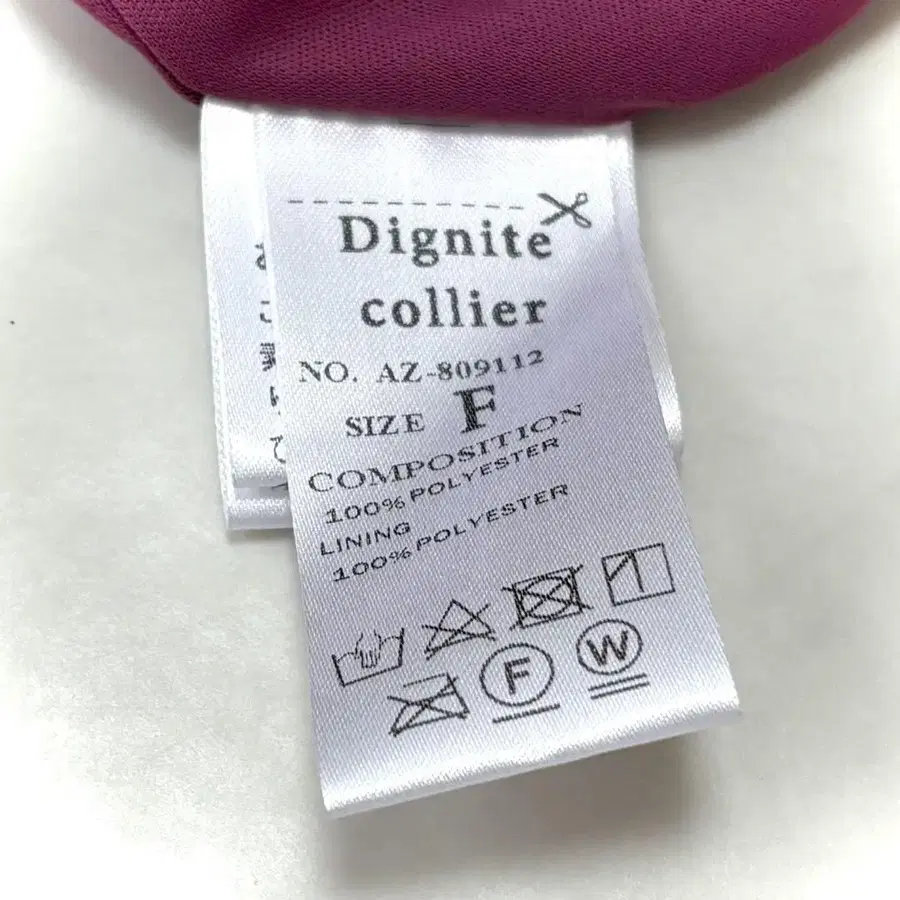 Dignite
collier
NO. AZ-809112
SIZE F
COMPOSITION
100% POLYESTER
LINING
100% POLYESTER
F
W